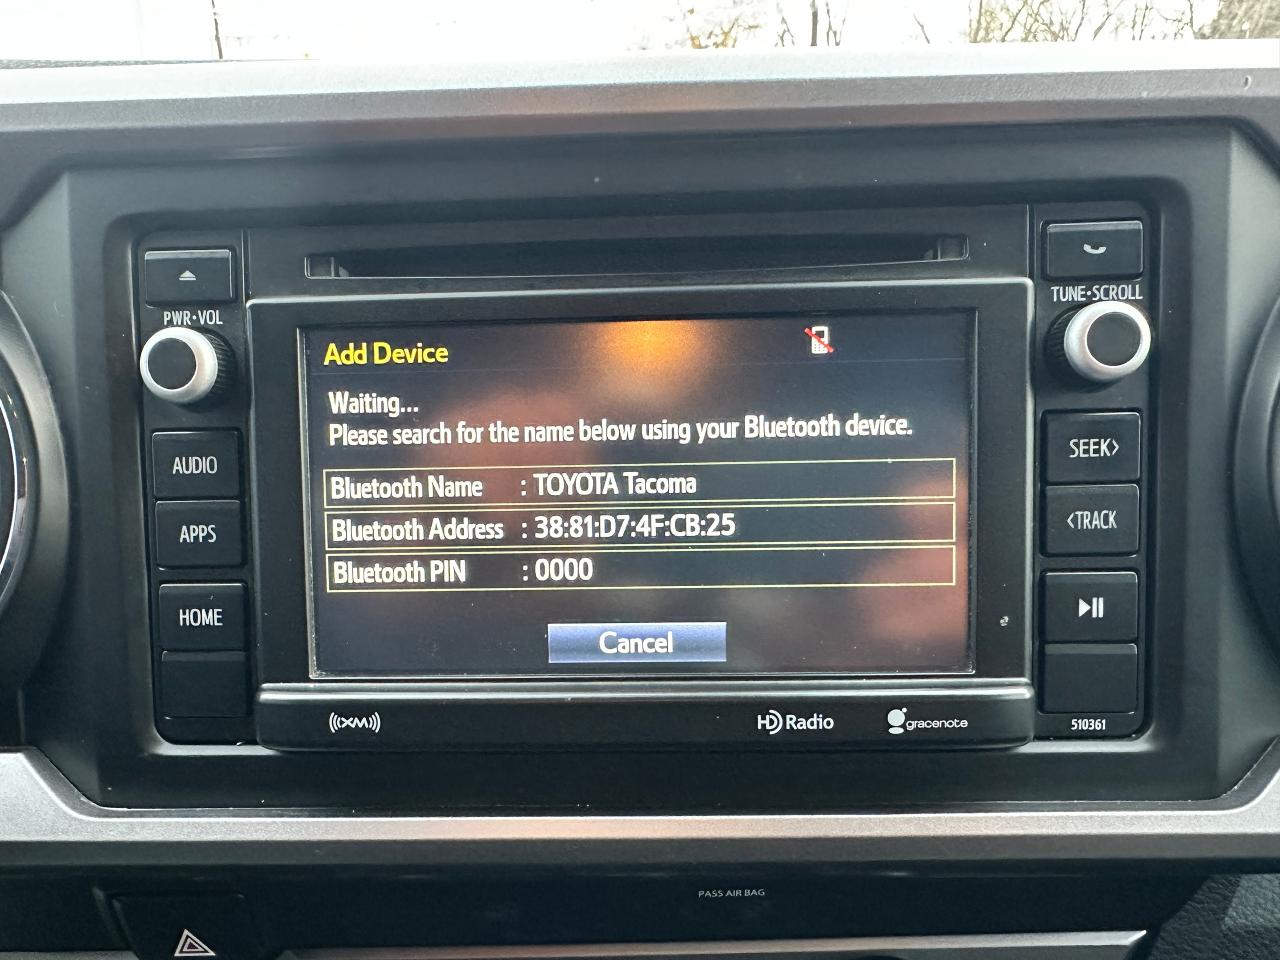 PWR•VOL
TUNE•SCROLL
Add Device
Waiting...
Please search for the name below using your Bluetooth device.
Bluetooth Name : TOYOTA Tacoma
Bluetooth Address : 38:81:D7:4F:CB:25
Bluetooth PIN : 0000
Cancel
AUDIO
APPS
HOME
SEEK>
<TRACK
(((XM)))
HD Radio
gracenote
510361
PASS AIR BAG